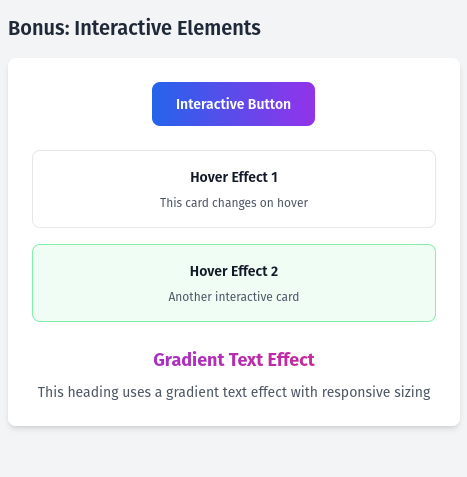 Bonus: Interactive Elements
Interactive Button
Hover Effect 1
This card changes on hover
Hover Effect 2
Another interactive card
Gradient Text Effect
This heading uses a gradient text effect with responsive sizing